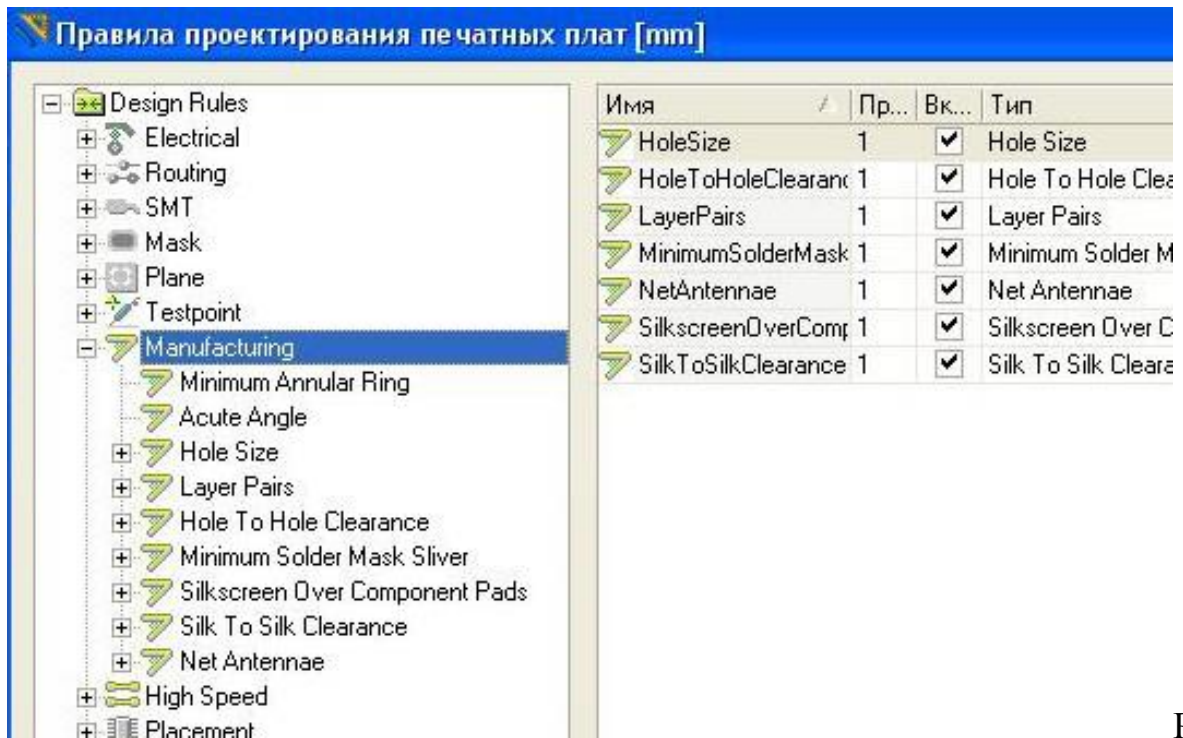 Правила проектирования печатных плат [mm]
Design Rules
Electrical
Routing
SMT
Mask
Plane
Testpoint
Manufacturing
Minimum Annular Ring
Acute Angle
Hole Size
Layer Pairs
Hole To Hole Clearance
Minimum Solder Mask Sliver
Silkscreen Over Component Pads
Silk To Silk Clearance
Net Antennae
High Speed
Placement
Имя Пр... Вк... Тип
HoleSize 1 Hole Size
HoleToHoleClearanc 1 Hole To Hole Clea
LayerPairs 1 Layer Pairs
MinimumSolderMask 1 Minimum Solder M
NetAntennae 1 Net Antennae
SilkscreenOverComp 1 Silkscreen Over C
SilkToSilkClearance 1 Silk To Silk Cleara